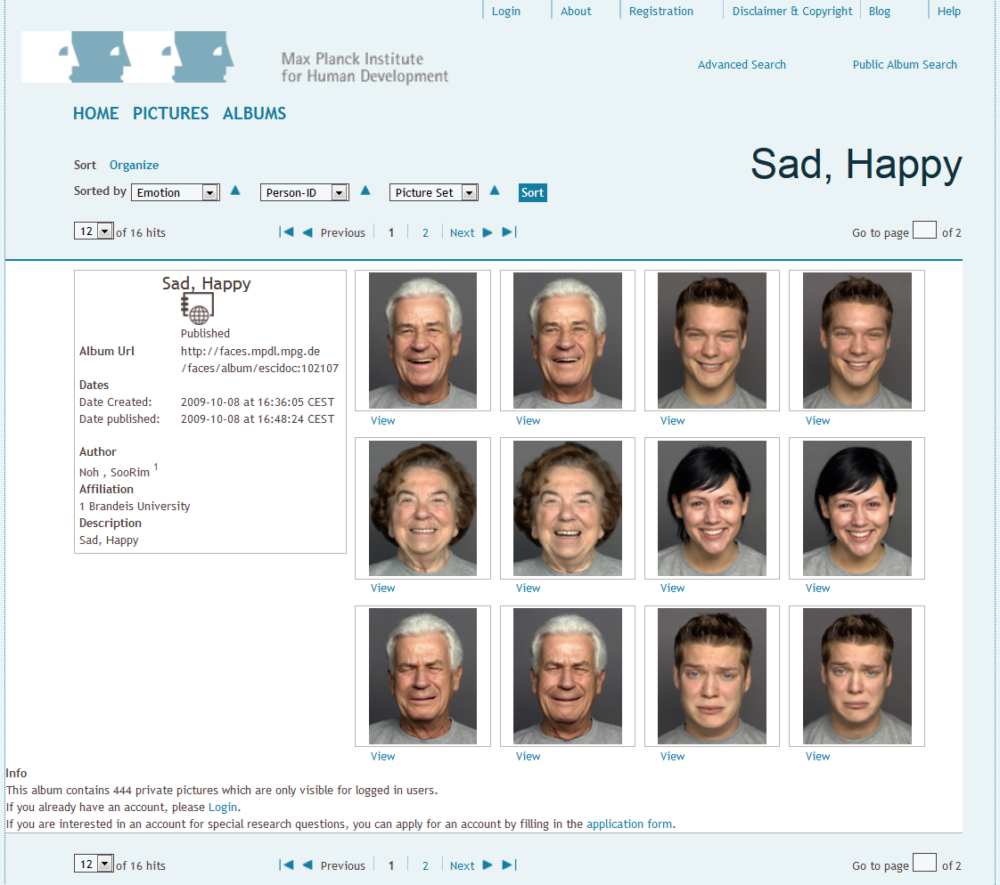 Login About Registration Disclaimer & Copyright Blog Help
Max Planck Institute
for Human Development
Advanced Search Public Album Search
HOME PICTURES ALBUMS
Sad, Happy
Sort Organize
Sorted by Emotion Person-ID Picture Set Sort
12 of 16 hits Previous 1 2 Next Go to page of 2
Sad, Happy
Published
Album Url http://faces.mpdl.mpg.de
/faces/album/escidoc:102107
Dates
Date Created: 2009-10-08 at 16:36:05 CEST
Date published: 2009-10-08 at 16:48:24 CEST
Author
Noh , SooRim 1
Affiliation
1 Brandeis University
Description
Sad, Happy
View View View View
View View View View
View View View View
Info
This album contains 444 private pictures which are only visible for logged in users.
If you already have an account, please Login.
If you are interested in an account for special research questions, you can apply for an account by filling in the application form.
12 of 16 hits Previous 1 2 Next Go to page of 2